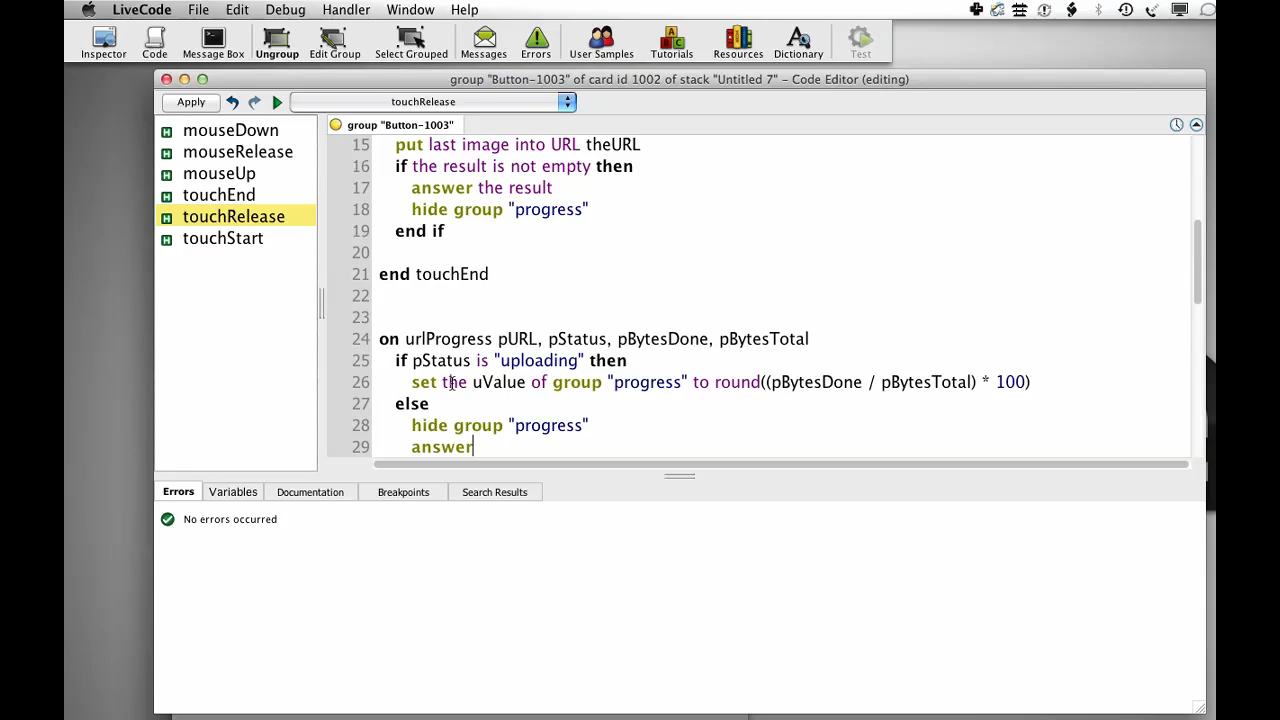 LiveCode File Edit Debug Handler Window Help
Inspector Code Message Box Ungroup Edit Group Select Grouped Messages Errors User Samples Tutorials Resources Dictionary Test
group "Button-1003" of card id 1002 of stack "Untitled 7" - Code Editor (editing)
Apply touchRelease
group "Button-1003"
mouseDown
mouseRelease
mouseUp
touchEnd
touchRelease
touchStart
15 put last image into URL theURL
16 if the result is not empty then
17 answer the result
18 hide group "progress"
19 end if
20
21 end touchEnd
22
23
24 on urlProgress pURL, pStatus, pBytesDone, pBytesTotal
25 if pStatus is "uploading" then
26 set the uValue of group "progress" to round((pBytesDone / pBytesTotal) * 100)
27 else
28 hide group "progress"
29 answer
Errors Variables Documentation Breakpoints Search Results
No errors occurred